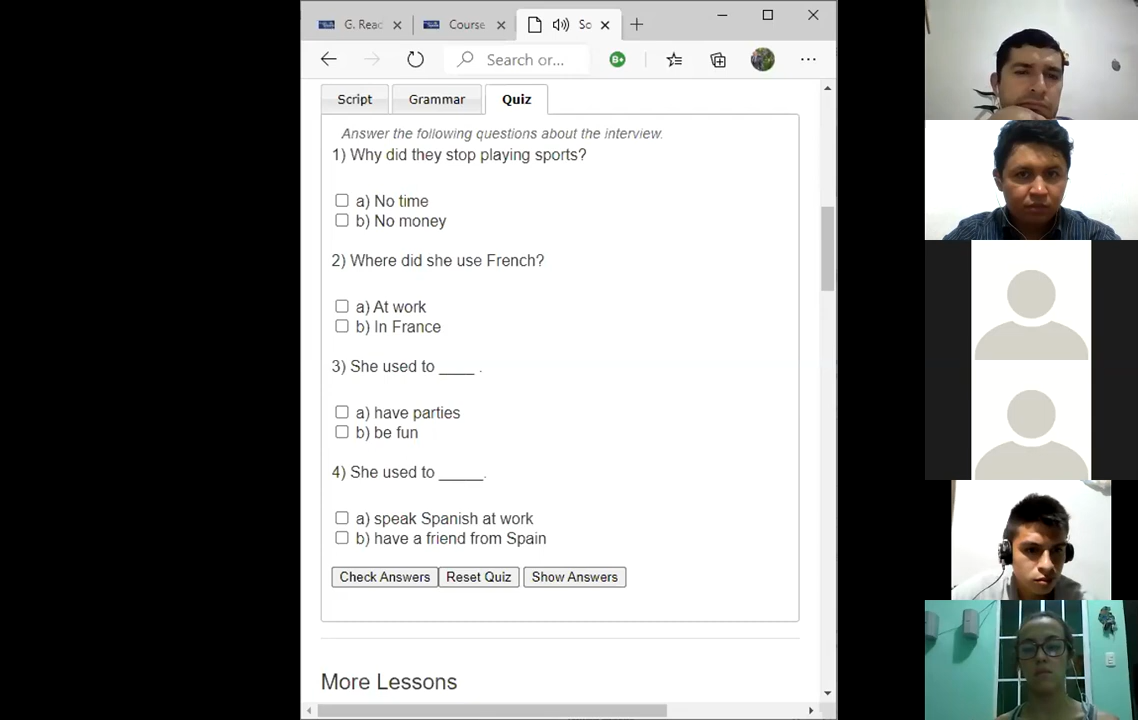 G. Reac
Course
So
Search or...
Script
Grammar
Quiz
Answer the following questions about the interview.
1) Why did they stop playing sports?
a) No time
b) No money
2) Where did she use French?
a) At work
b) In France
3) She used to ____ .
a) have parties
b) be fun
4) She used to _____.
a) speak Spanish at work
b) have a friend from Spain
Check Answers
Reset Quiz
Show Answers
More Lessons